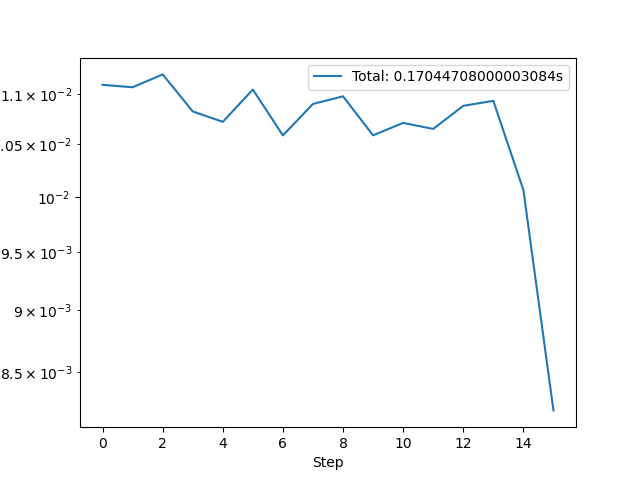 Total: 0.17044708000003084s
1.1 × 10⁻²
.05 × 10⁻²
10⁻²
9.5 × 10⁻³
9 × 10⁻³
8.5 × 10⁻³
0 2 4 6 8 10 12 14
Step